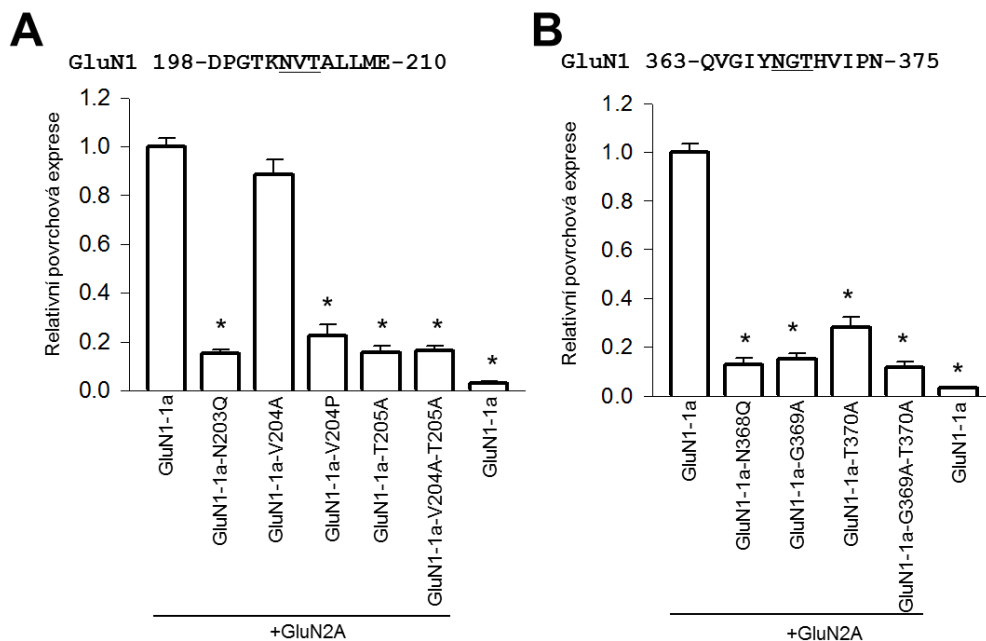 A
GluN1 198-DPGTKNVTALLME-210
Relativní povrchová exprese
1.2
1.0
0.8
0.6
0.4
0.2
0.0
*
*
*
*
*
GluN1-1a
GluN1-1a-N203Q
GluN1-1a-V204A
GluN1-1a-V204P
GluN1-1a-T205A
GluN1-1a-V204A-T205A
GluN1-1a
+GluN2A
B
GluN1 363-QVGIYNGTHVIPN-375
Relativní povrchová exprese
1.2
1.0
0.8
0.6
0.4
0.2
0.0
*
*
*
*
*
GluN1-1a
GluN1-1a-N368Q
GluN1-1a-G369A
GluN1-1a-T370A
GluN1-1a-G369A-T370A
GluN1-1a
+GluN2A